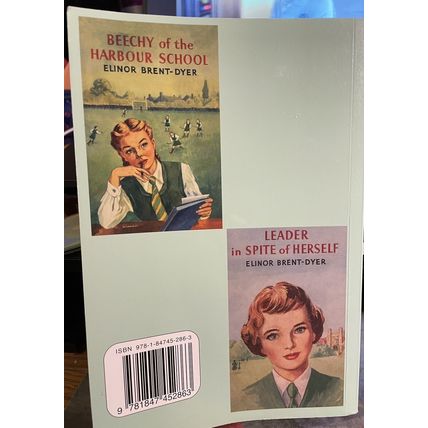 BEECHY of the
HARBOUR SCHOOL
ELINOR BRENT-DYER
LEADER
in SPITE of HERSELF
ELINOR BRENT-DYER
ISBN 978-1-84745-286-3
9 781847 452863